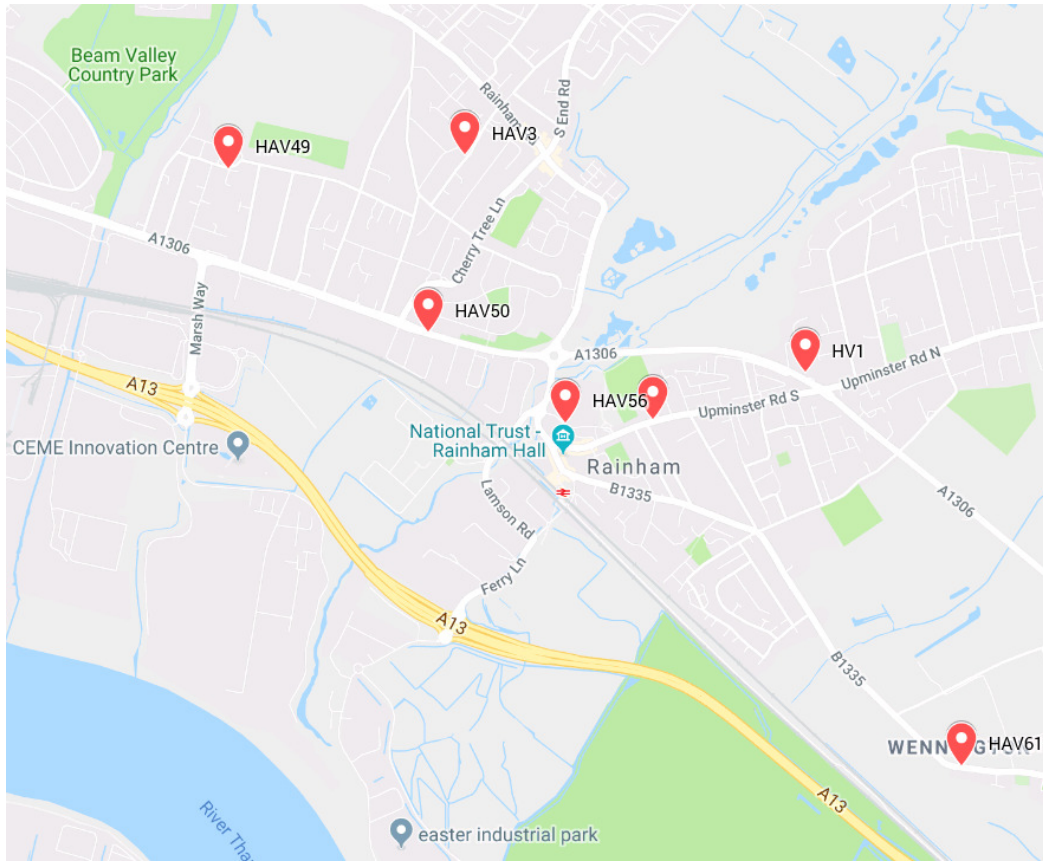 Beam Valley
Country Park
Rainham Rd
S End Rd
HAV3
HAV49
A1306
Cherry Tree Ln
Marsh Way
HAV50
A1306
HV1
Upminster Rd N
A13
HAV56
Upminster Rd S
National Trust -
Rainham Hall
CEME Innovation Centre
Rainham
B1335
A1306
Lamson Rd
Ferry Ln
A13
B1335
HAV61
A13
River Tha
easter industrial park